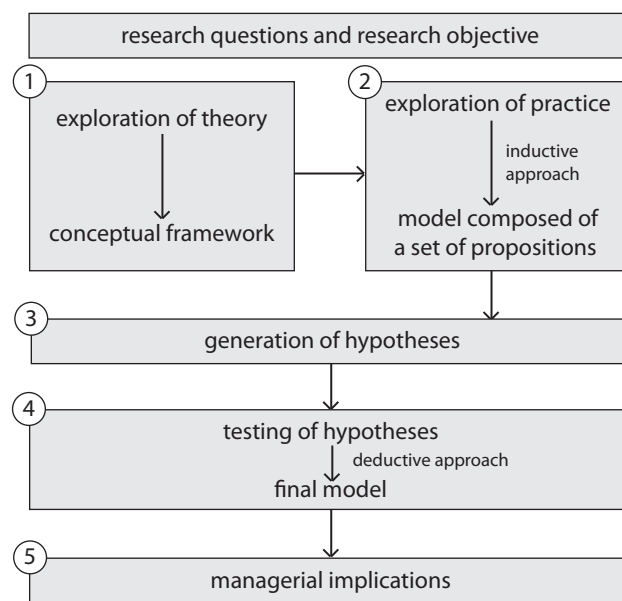 research questions and research objective
1
exploration of theory
conceptual framework
2
exploration of practice
inductive
approach
model composed of
a set of propositions
3
generation of hypotheses
4
testing of hypotheses
deductive approach
final model
5
managerial implications